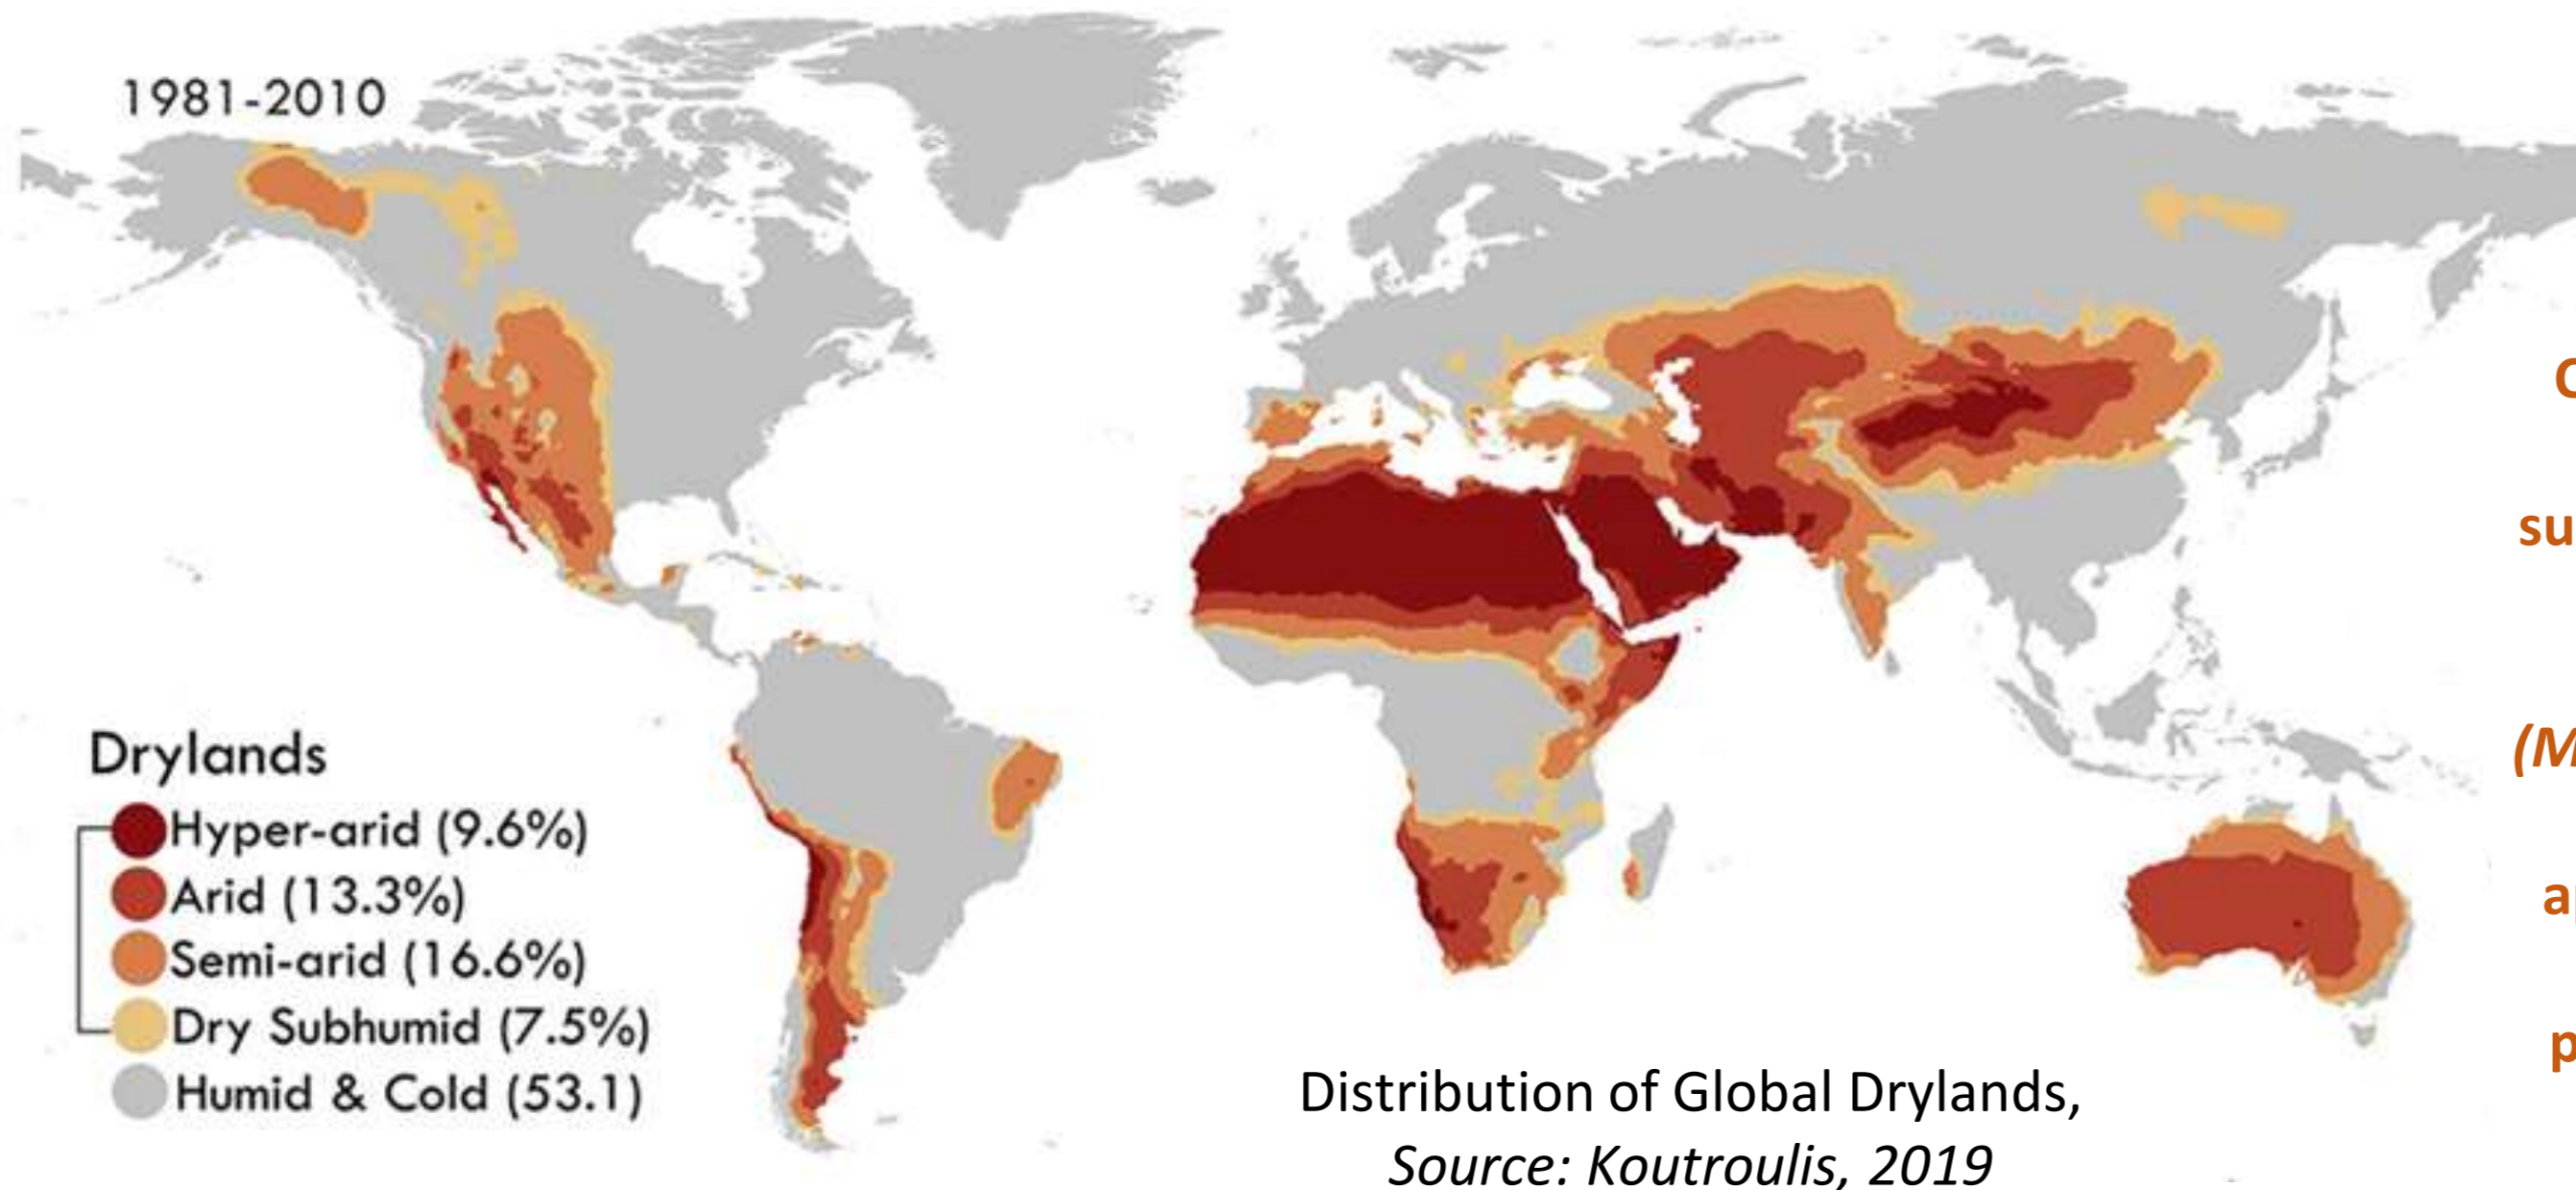 1981-2010
Drylands
Hyper-arid (9.6%)
Arid (13.3%)
Semi-arid (16.6%)
Dry Subhumid (7.5%)
Humid & Cold (53.1)
Distribution of Global Drylands,
Source: Koutroulis, 2019
su
(M
a
p